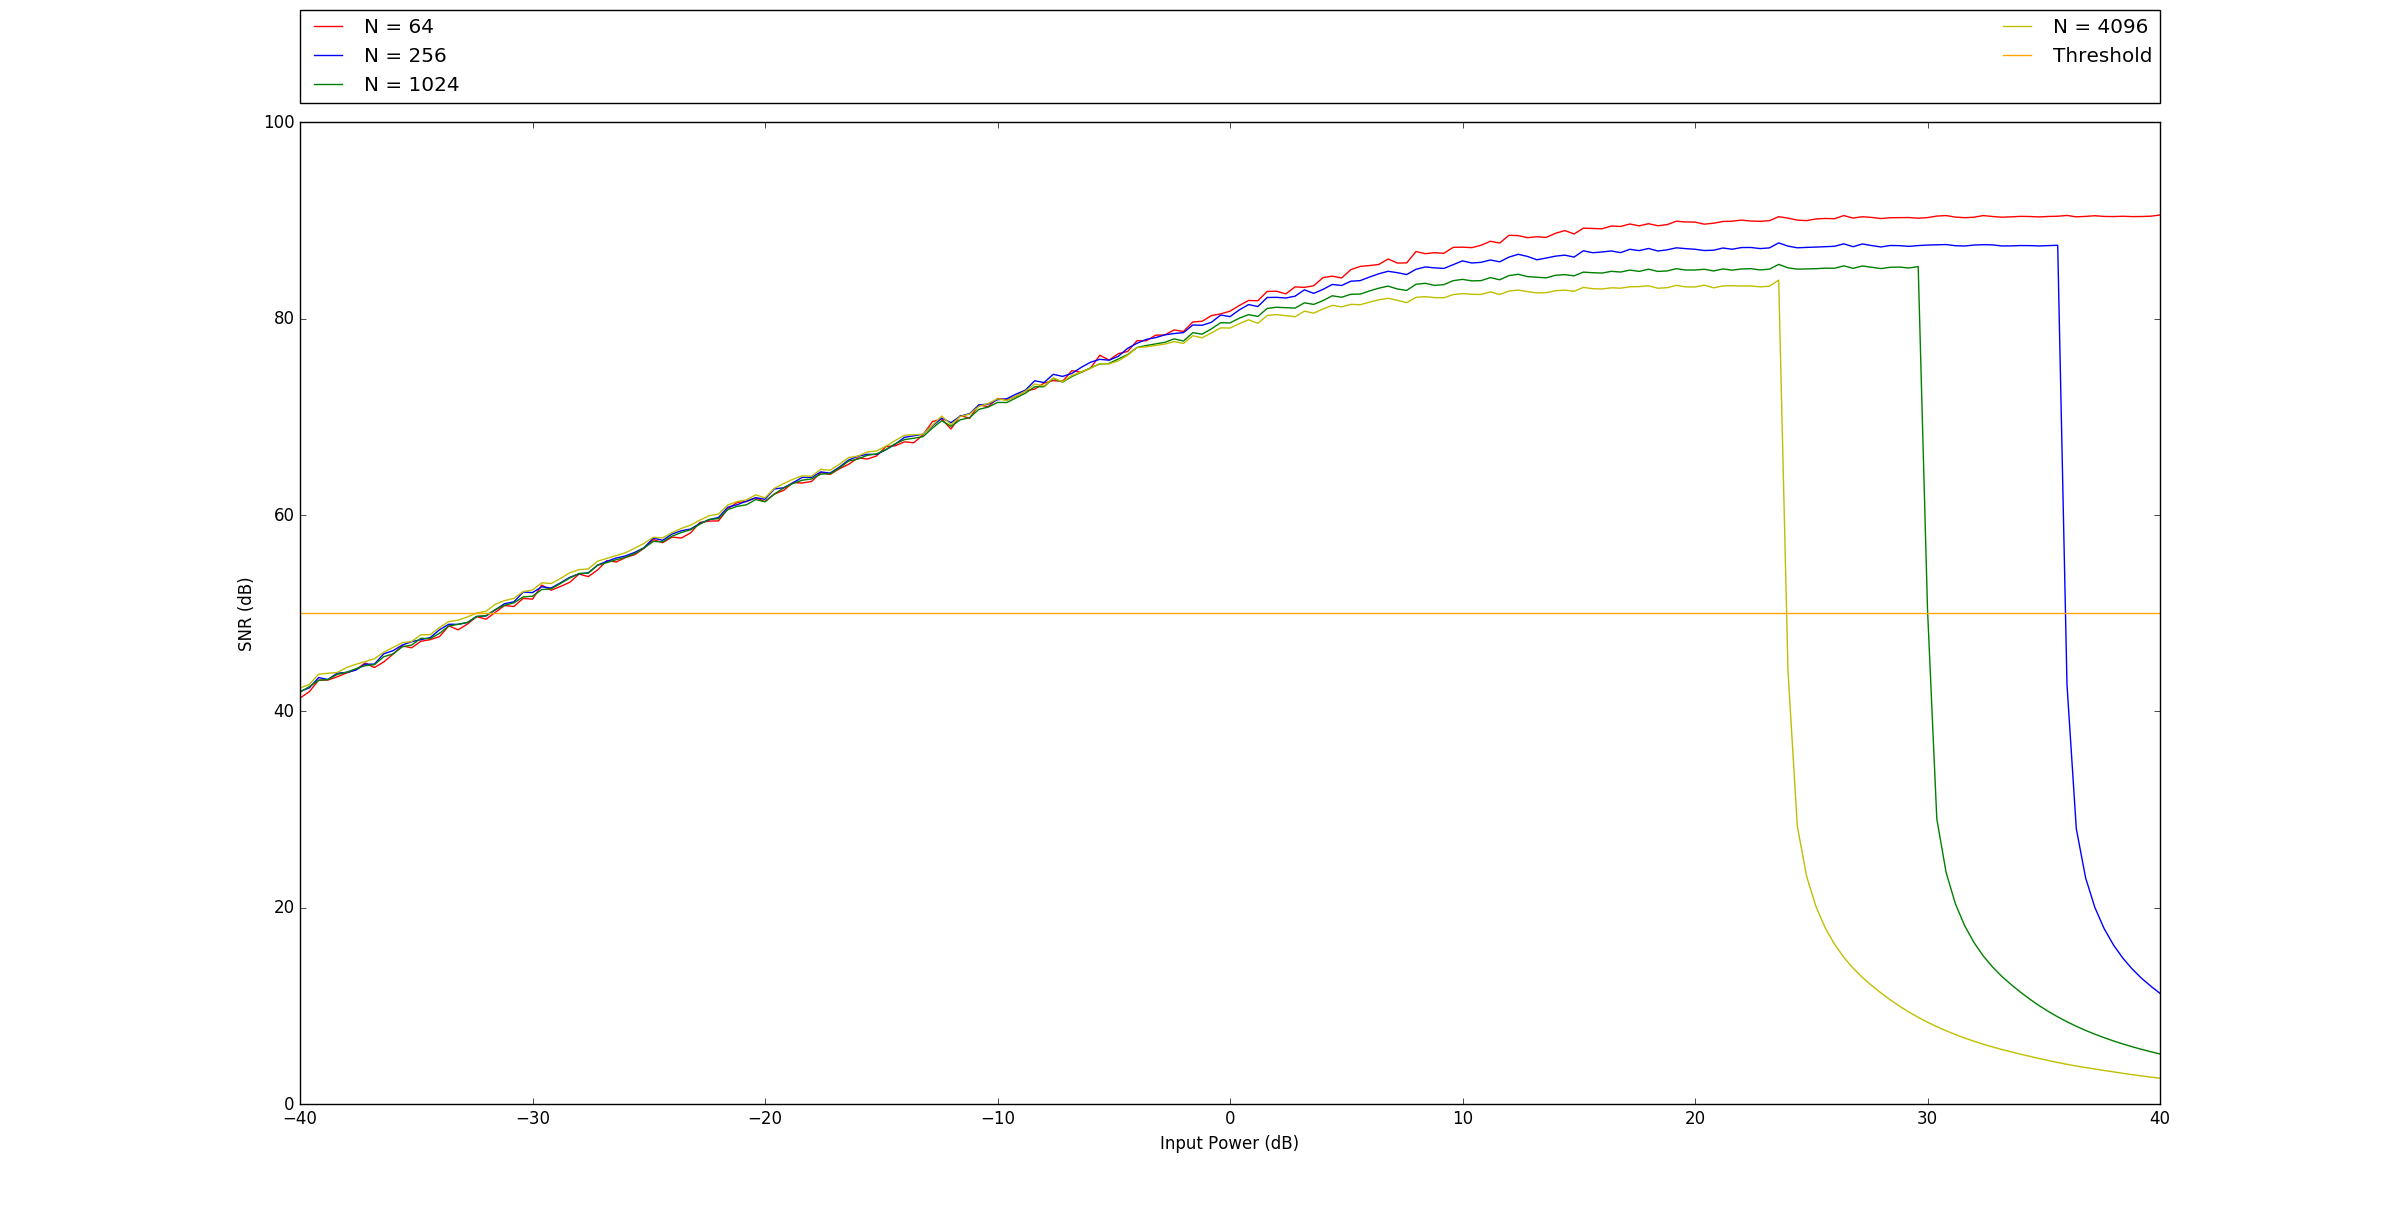 N = 64
N = 256
N = 1024
N = 4096
Threshold
100
80
60
40
20
0
SNR (dB)
−40
−30
−20
−10
0
10
20
30
40
Input Power (dB)